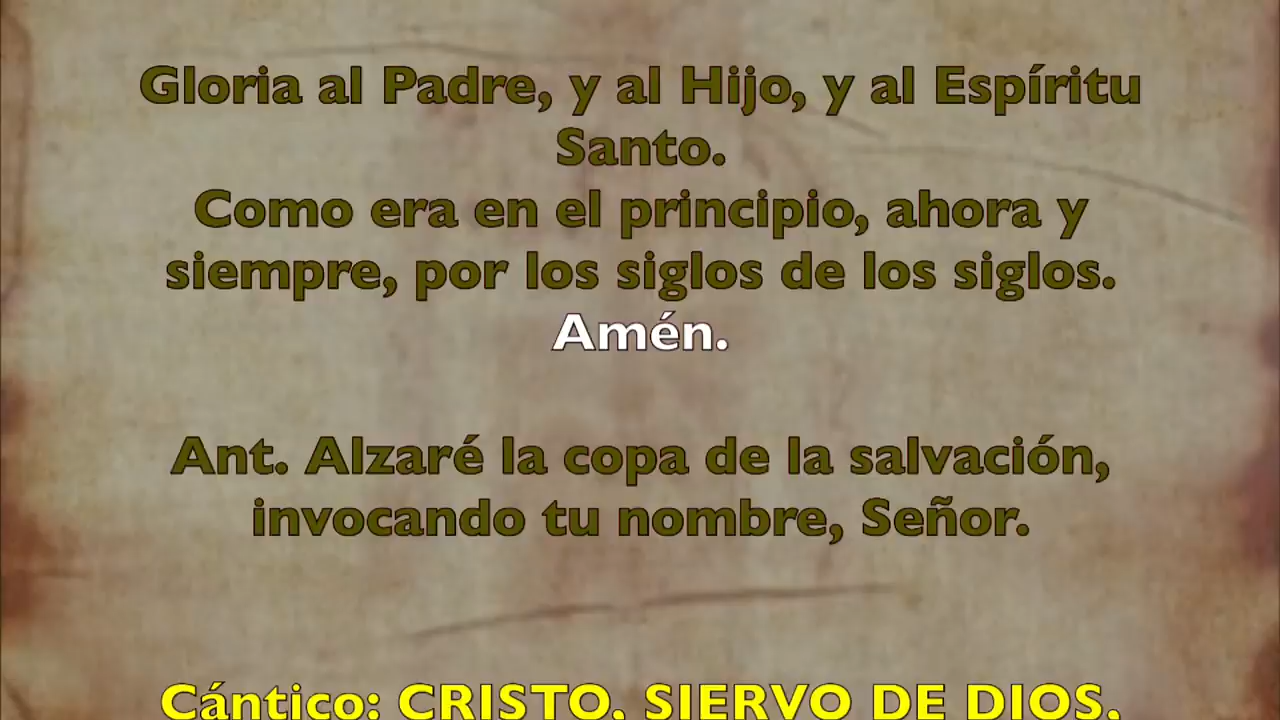 Gloria al Padre, y al Hijo, y al Espíritu
Santo.
Como era en el principio, ahora y
siempre, por los siglos de los siglos.
Amén.
Ant. Alzaré la copa de la salvación,
invocando tu nombre, Señor.
Cántico: CRISTO, SIERVO DE DIOS,